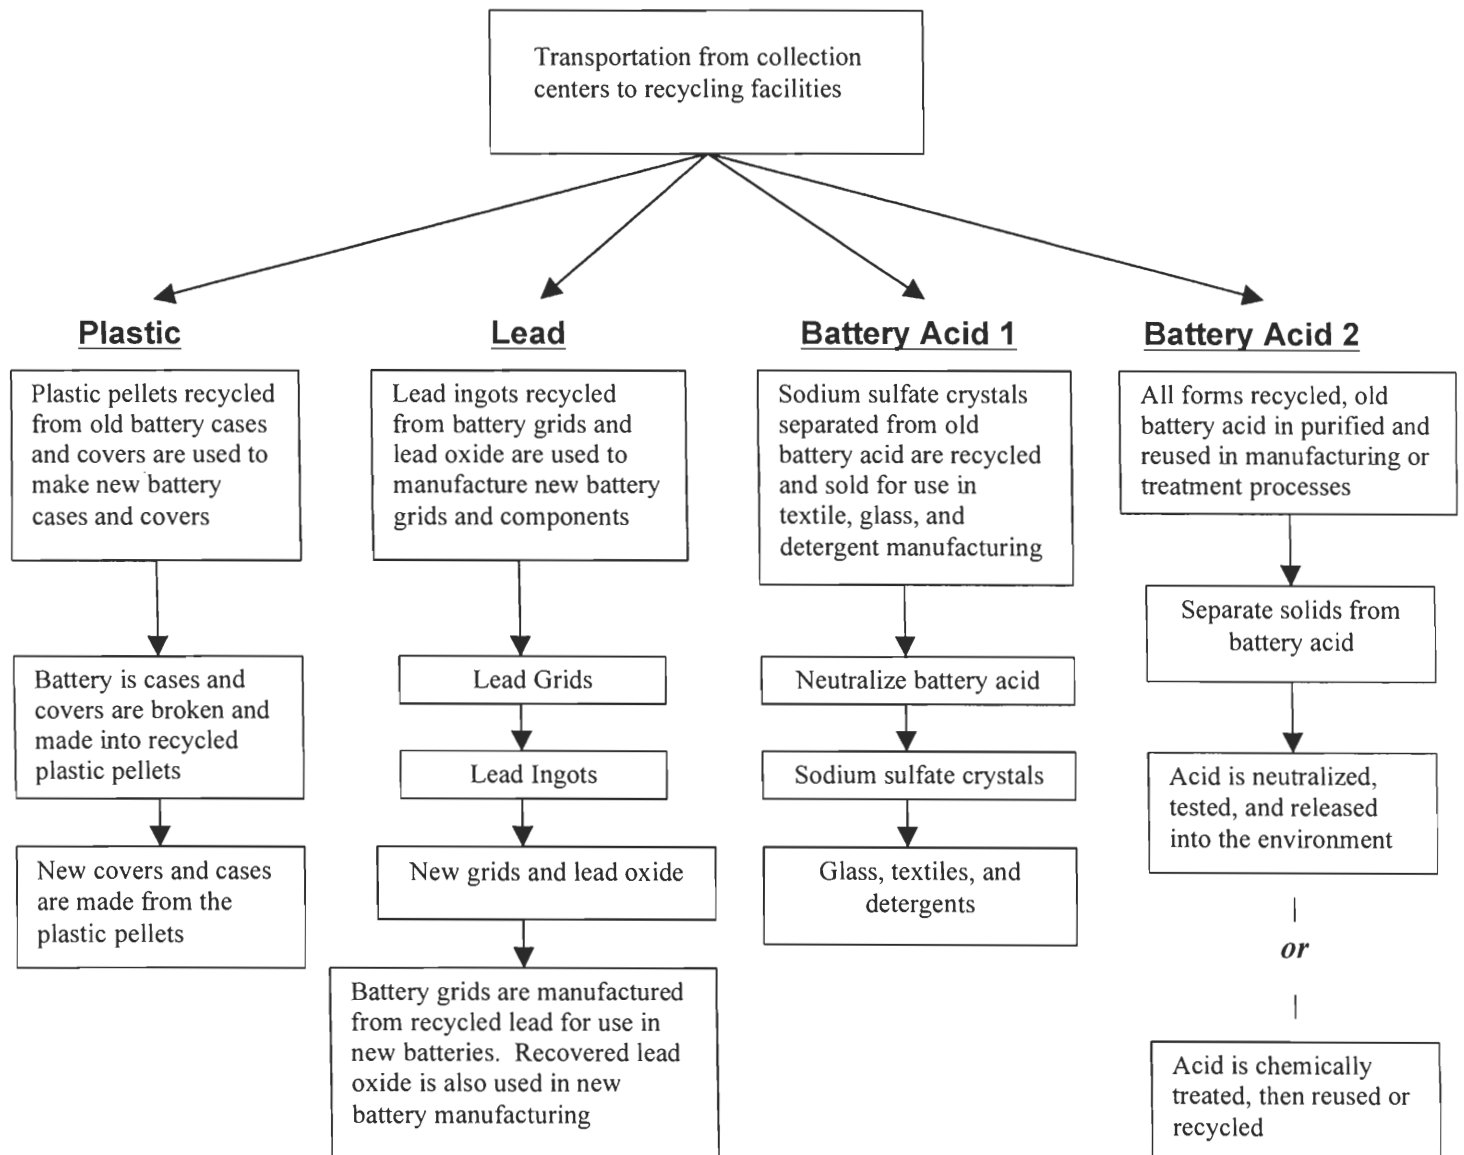 Transportation from collection
centers to recycling facilities
Plastic
Plastic pellets recycled
from old battery cases
and covers are used to
make new battery
cases and covers
Battery is cases and
covers are broken and
made into recycled
plastic pellets
New covers and cases
are made from the
plastic pellets
Lead
Lead ingots recycled
from battery grids and
lead oxide are used to
manufacture new battery
grids and components
Lead Grids
Lead Ingots
New grids and lead oxide
Battery grids are manufactured
from recycled lead for use in
new batteries.  Recovered lead
oxide is also used in new
battery manufacturing
Battery Acid 1
Sodium sulfate crystals
separated from old
battery acid are recycled
and sold for use in
textile, glass, and
detergent manufacturing
Neutralize battery acid
Sodium sulfate crystals
Glass, textiles, and
detergents
Battery Acid 2
All forms recycled, old
battery acid in purified and
reused in manufacturing or
treatment processes
Separate solids from
battery acid
Acid is neutralized,
tested, and released
into the environment
or
Acid is chemically
treated, then reused or
recycled